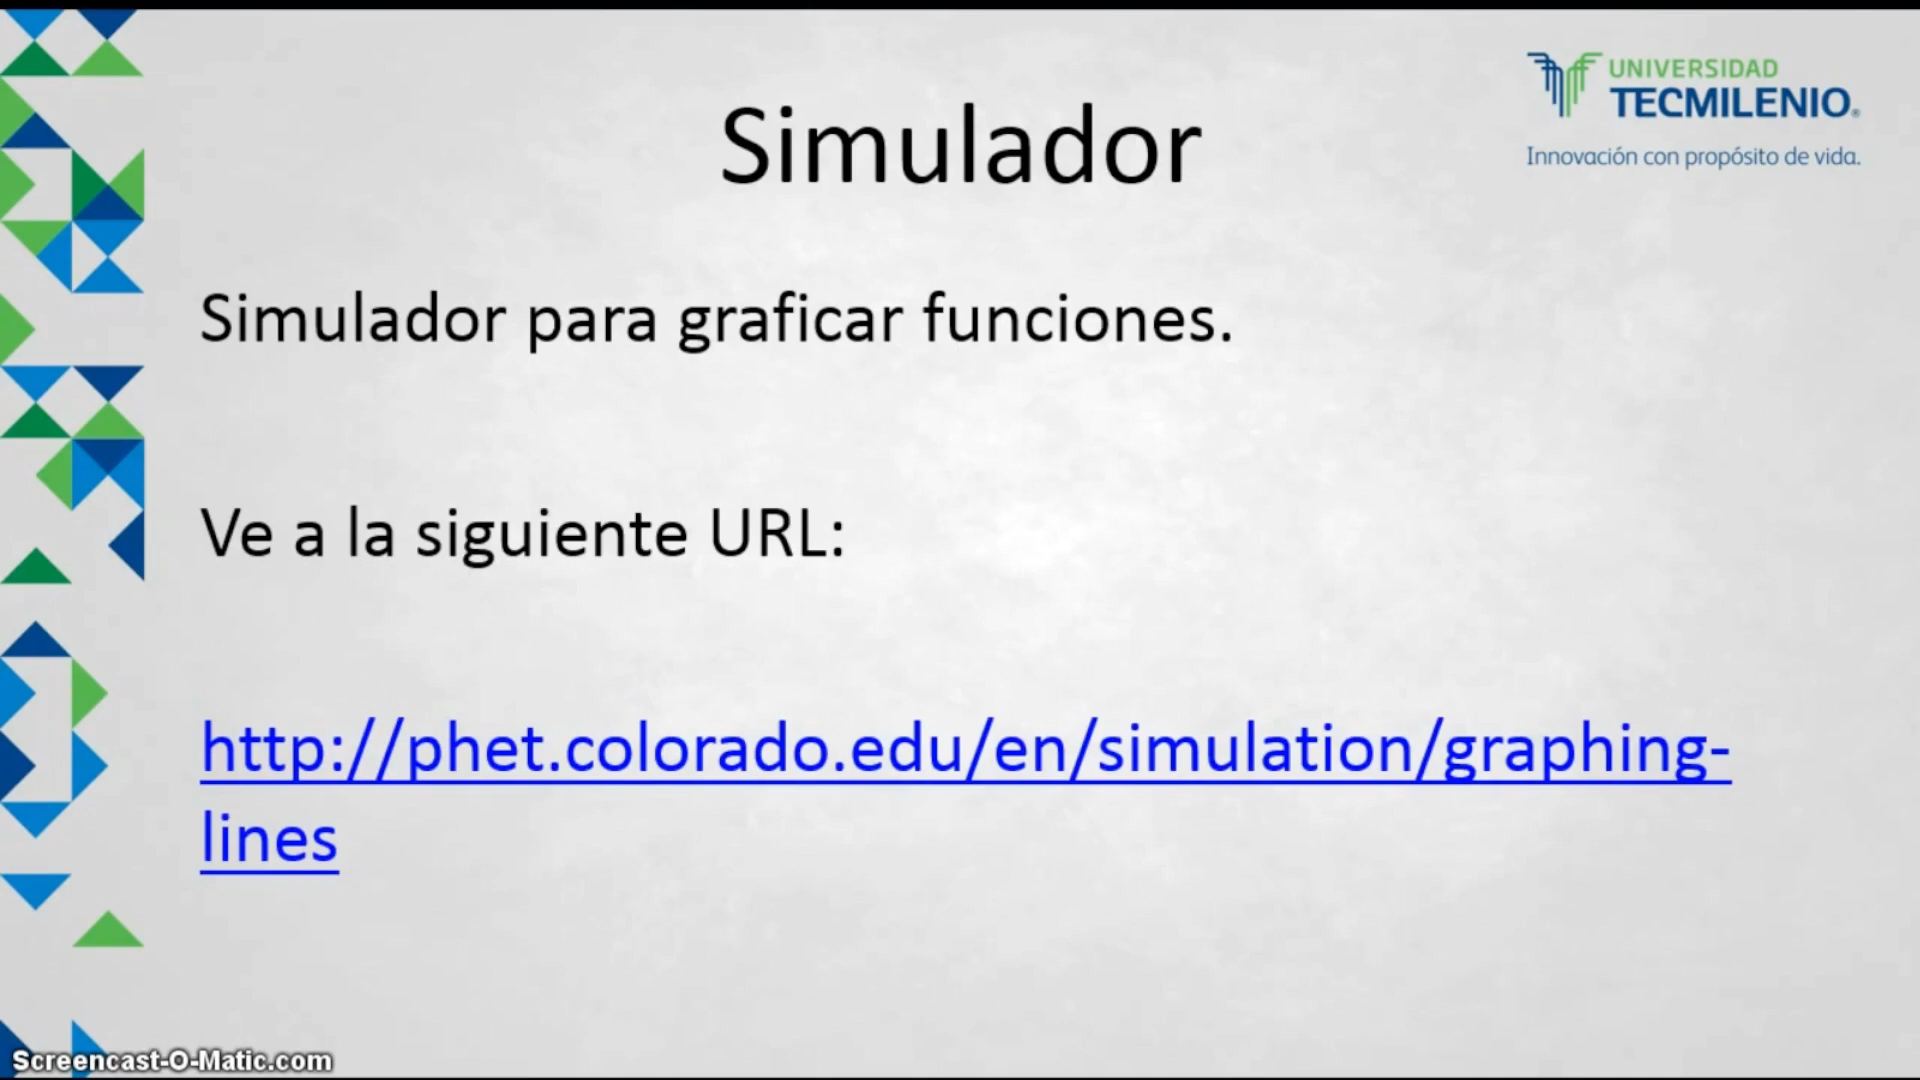 UNIVERSIDAD
TECMILENIO®
Innovación con propósito de vida.
Simulador
Simulador para graficar funciones.
Ve a la siguiente URL:
http://phet.colorado.edu/en/simulation/graphing-
lines
Screencast-O-Matic.com